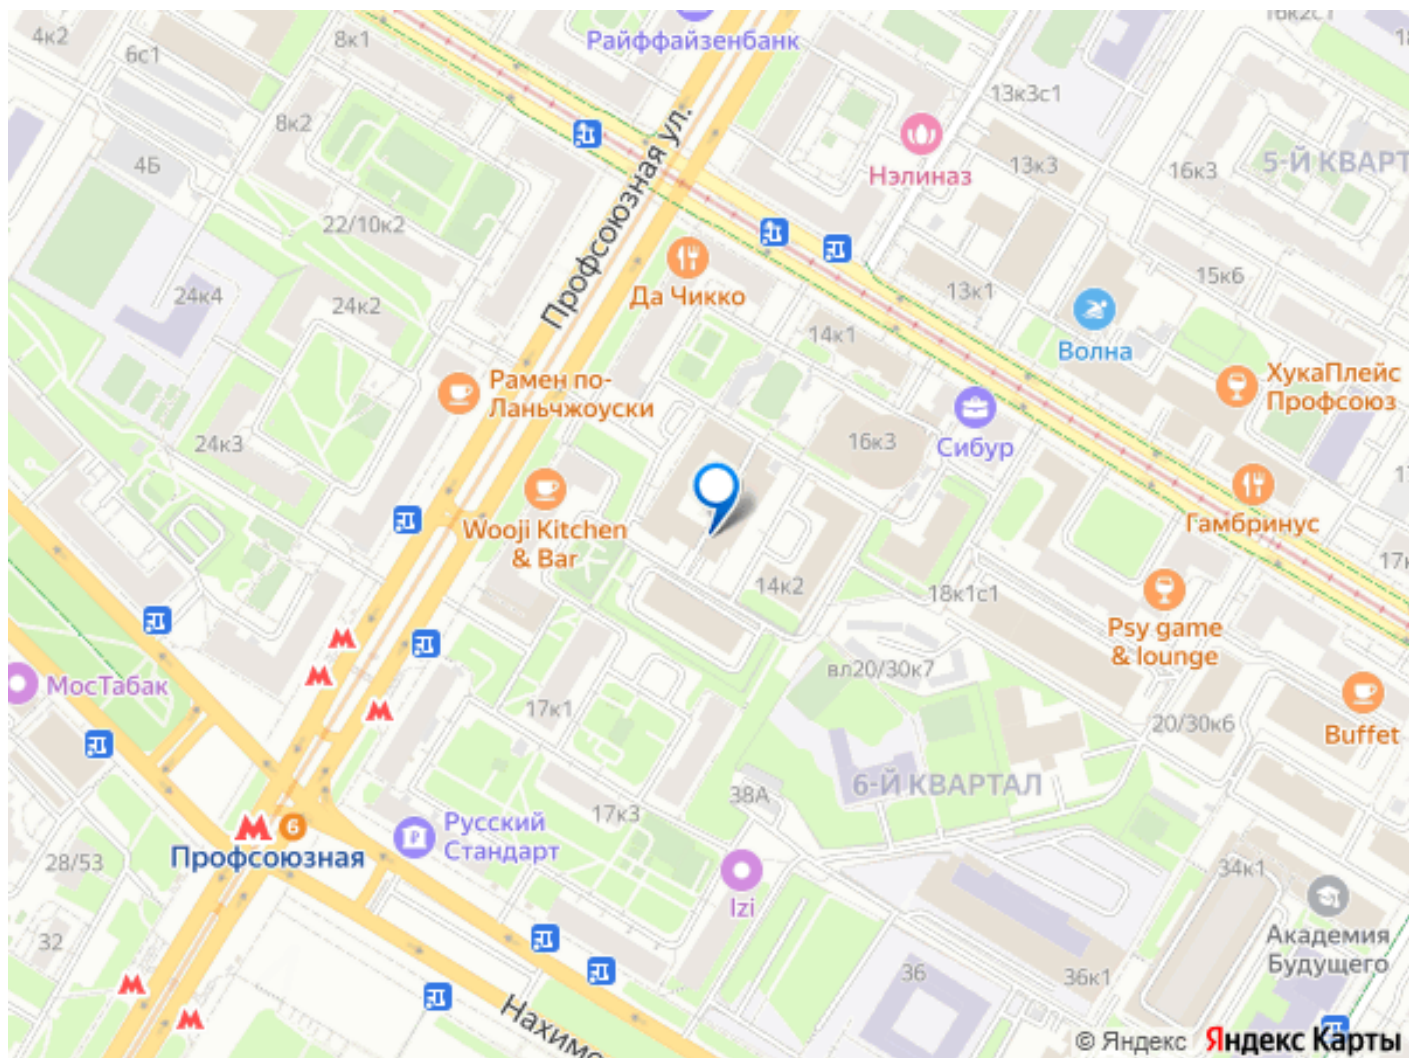 4к2
6с1
8к1
Райффайзенбанк
16к2с1
8к2
4Б
Профсоюзная ул.
13к3с1
13к3
Нэлиназ
16к3
5-Й КВАРТ
22/10к2
24к4
24к2
Да Чикко
13к1
15к6
14к1
Волна
Рамен по-
Ланьчжоуски
ХукаПлейс
Профсоюз
24к3
16к3
Сибур
Wooji Kitchen
& Bar
Гамбринус
14к2
18к1с1
Psy game
& lounge
МосТабак
вл20/30к7
17к1
20/30к6
Buffet
6-Й КВАРТАЛ
38А
17к3
Русский
Стандарт
6
Профсоюзная
28/53
34к1
Izi
32
Академия
Будущего
36
36к1
Нахимо
© Яндекс Яндекс Карты